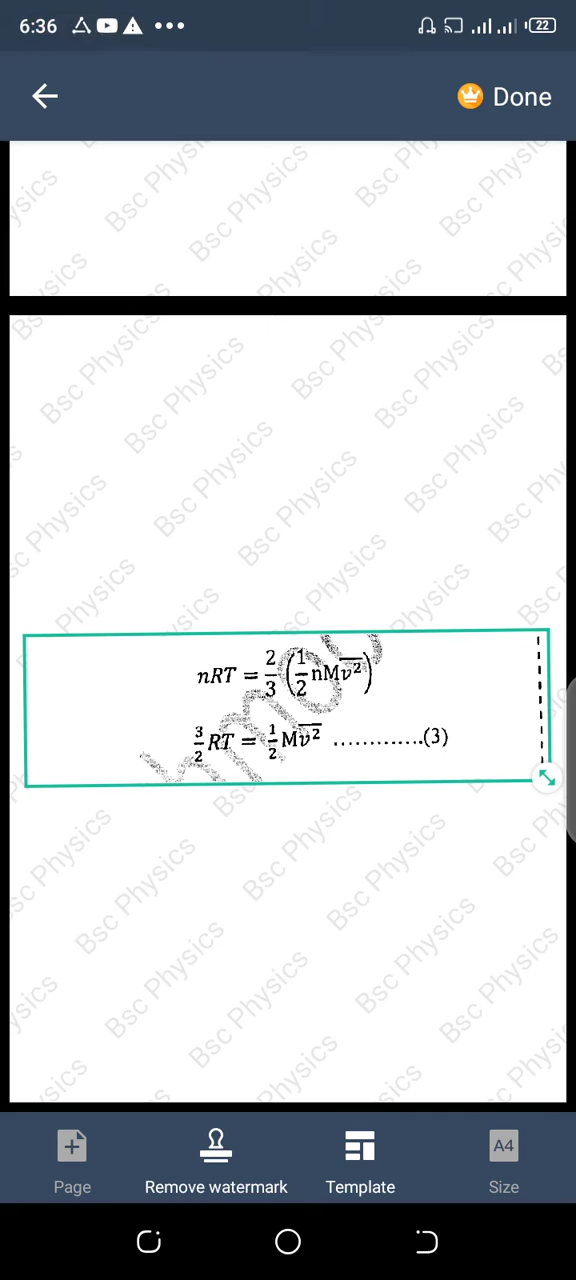 6:36
22
Done
Bsc Physics
nRT = 2/3 (1/2 nMv̅²)
3/2 RT = 1/2 Mv̅² .............(3)
Page Remove watermark Template A4 Size